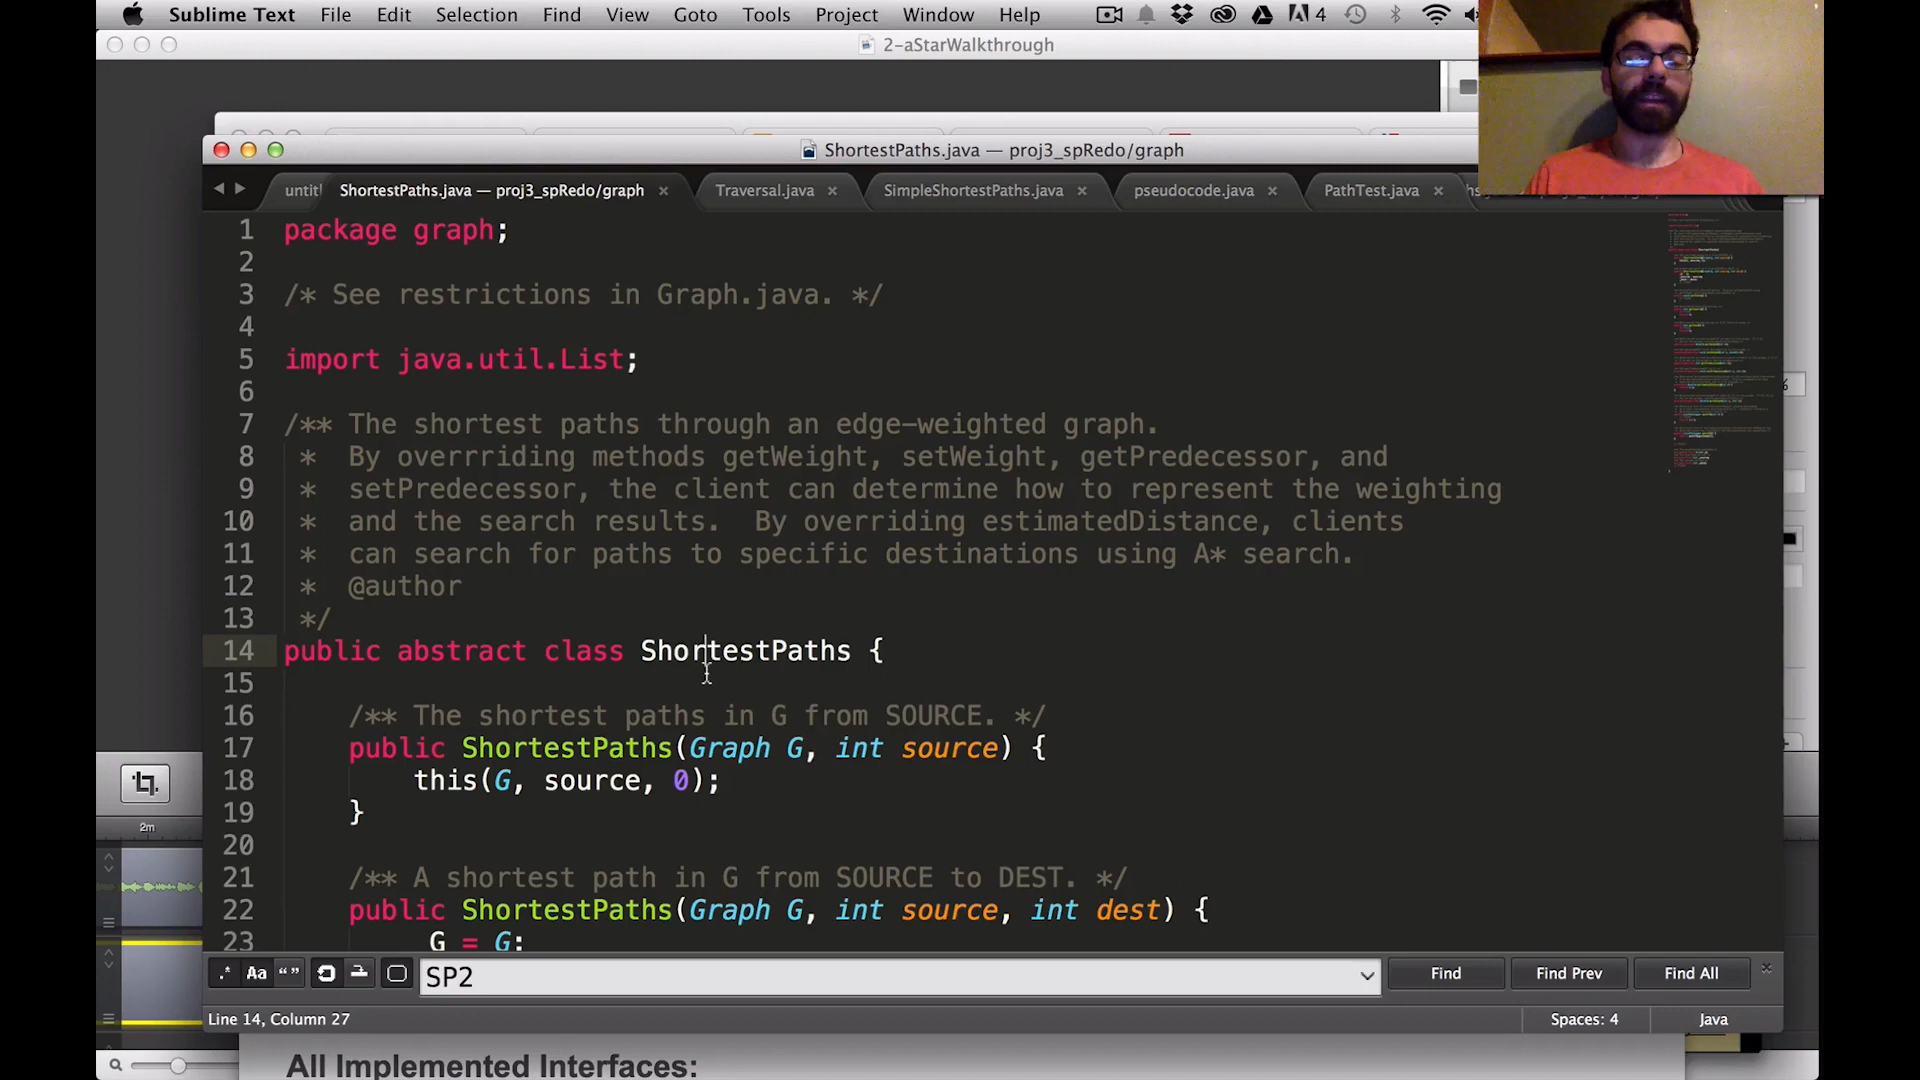 Sublime Text File Edit Selection Find View Goto Tools Project Window Help 4
2-aStarWalkthrough
ShortestPaths.java — proj3_spRedo/graph
ShortestPaths.java — proj3_spRedo/graph Traversal.java SimpleShortestPaths.java pseudocode.java PathTest.java
1 package graph;
2
3 /* See restrictions in Graph.java. */
4
5 import java.util.List;
6
7 /** The shortest paths through an edge-weighted graph.
8 * By overrriding methods getWeight, setWeight, getPredecessor, and
9 * setPredecessor, the client can determine how to represent the weighting
10 * and the search results. By overriding estimatedDistance, clients
11 * can search for paths to specific destinations using A* search.
12 * @author
13 */
14 public abstract class ShortestPaths {
15
16 /** The shortest paths in G from SOURCE. */
17 public ShortestPaths(Graph G, int source) {
18 this(G, source, 0);
19 }
20
21 /** A shortest path in G from SOURCE to DEST. */
22 public ShortestPaths(Graph G, int source, int dest) {
23 G = G;
2m
.* Aa “” SP2 Find Find Prev Find All
Line 14, Column 27 Spaces: 4 Java
All Implemented Interfaces: